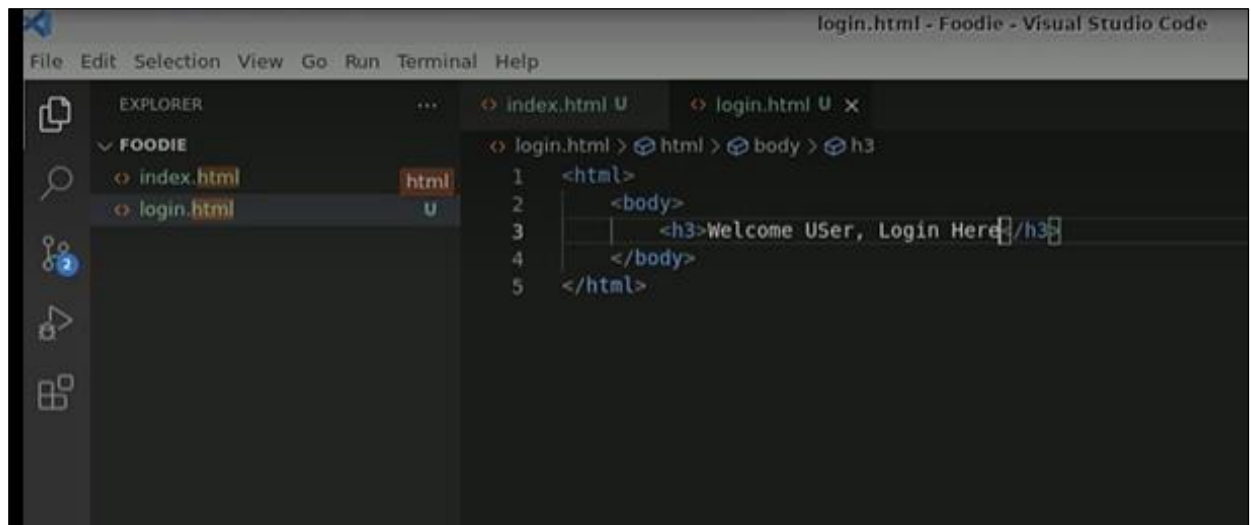 login.html - Foodie - Visual Studio Code
File Edit Selection View Go Run Terminal Help
EXPLORER ···
index.html U login.html U ×
FOODIE
login.html > html > body > h3
index.html html
login.html U
1 <html>
2 <body>
3 <h3>Welcome USer, Login Here</h3>
4 </body>
5 </html>
2